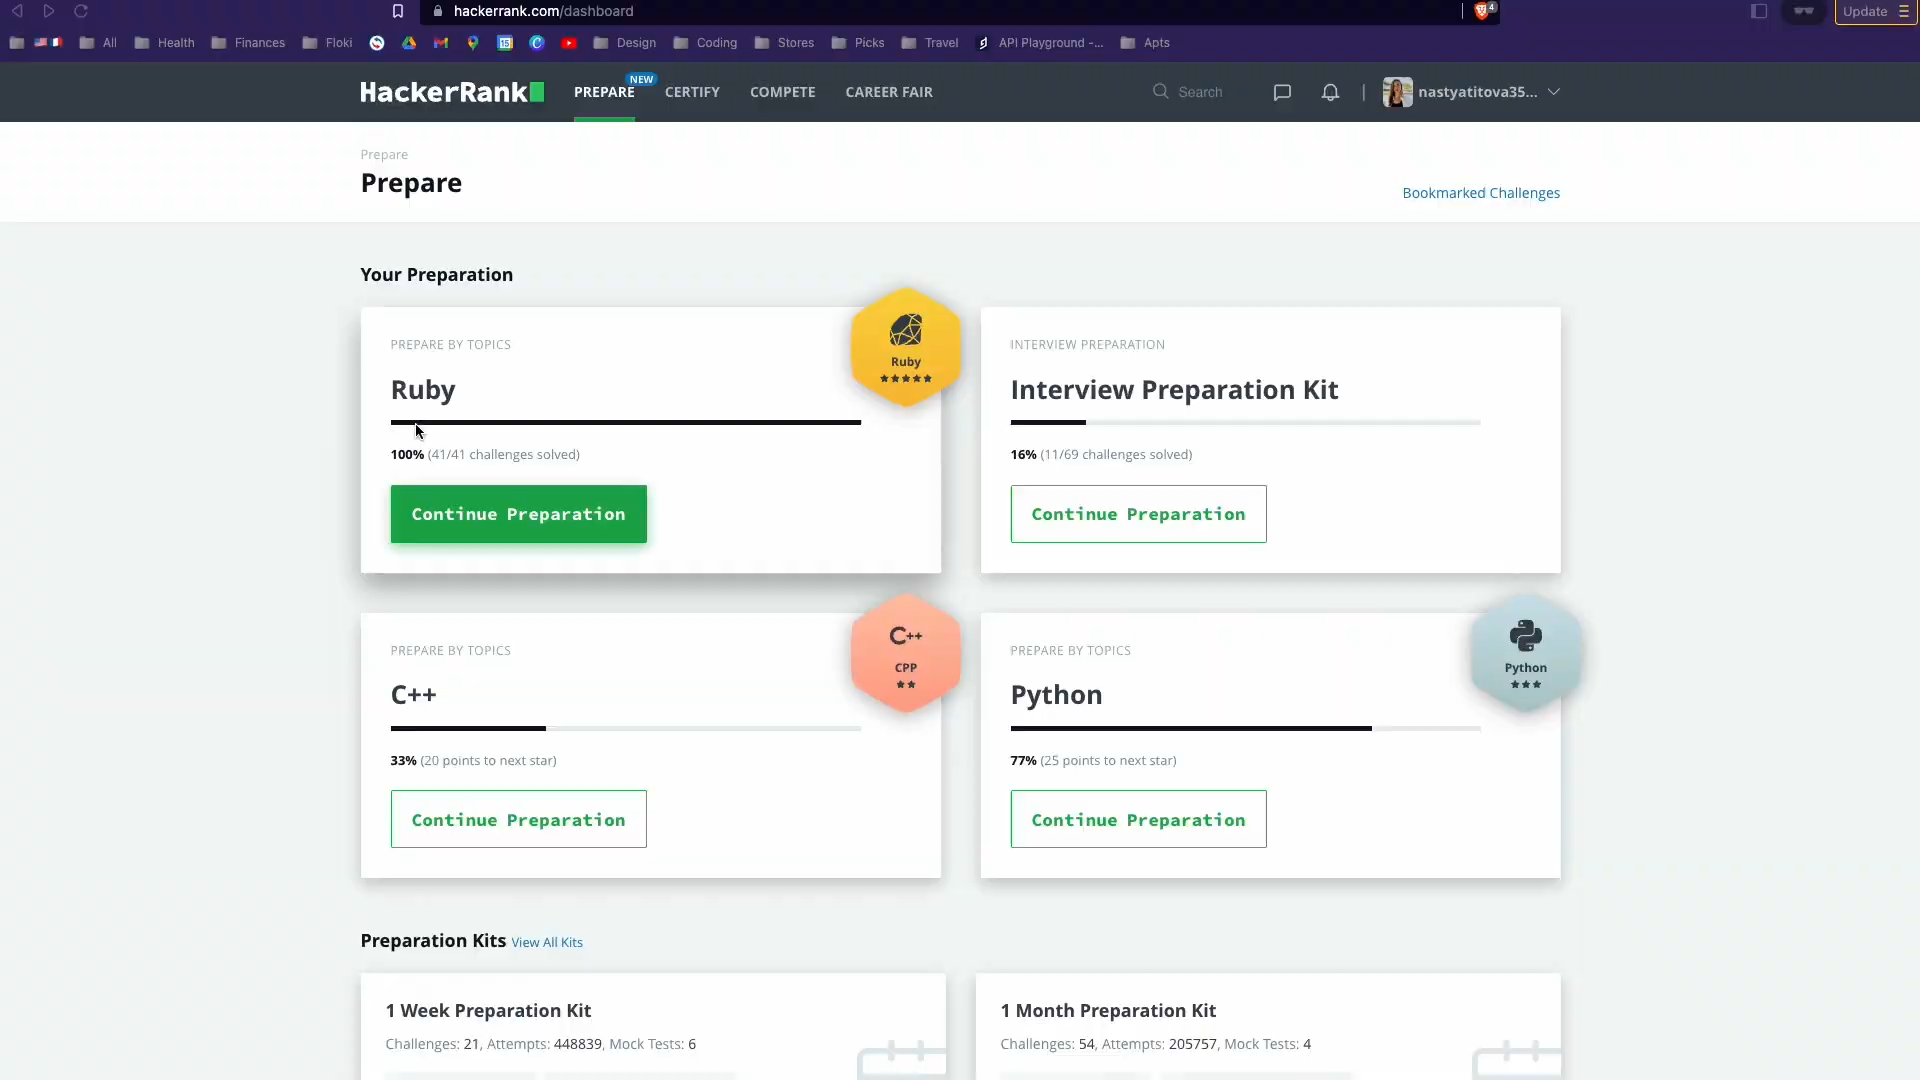 hackerrank.com/dashboard
4
Update
All
Health
Finances
Floki
15
Design
Coding
Stores
Picks
Travel
API Playground -...
Apts
HackerRank
PREPARE
NEW
CERTIFY
COMPETE
CAREER FAIR
Search
nastyatitova35...
Prepare
Prepare
Bookmarked Challenges
Your Preparation
PREPARE BY TOPICS
Ruby
Ruby
100% (41/41 challenges solved)
Continue Preparation
INTERVIEW PREPARATION
Interview Preparation Kit
16% (11/69 challenges solved)
Continue Preparation
PREPARE BY TOPICS
C++
CPP
C++
33% (20 points to next star)
Continue Preparation
PREPARE BY TOPICS
Python
Python
77% (25 points to next star)
Continue Preparation
Preparation Kits View All Kits
1 Week Preparation Kit
Challenges: 21, Attempts: 448839, Mock Tests: 6
1 Month Preparation Kit
Challenges: 54, Attempts: 205757, Mock Tests: 4